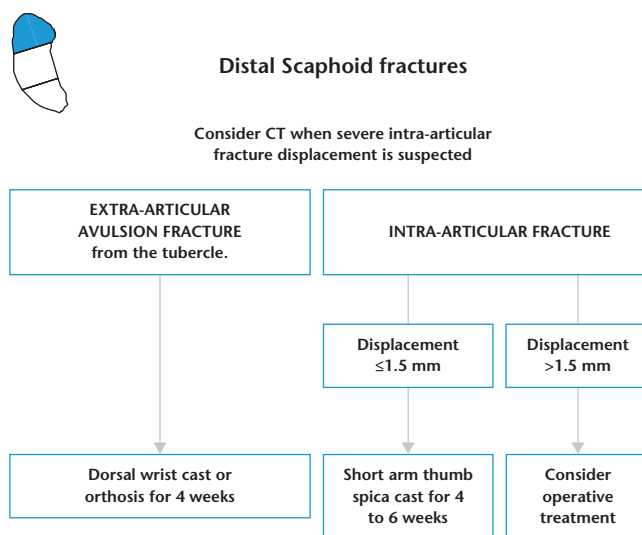 Distal Scaphoid fractures
Consider CT when severe intra-articular
fracture displacement is suspected
EXTRA-ARTICULAR
AVULSION FRACTURE
from the tubercle.
INTRA-ARTICULAR FRACTURE
Displacement
≤1.5 mm
Displacement
>1.5 mm
Dorsal wrist cast or
orthosis for 4 weeks
Short arm thumb
spica cast for 4
to 6 weeks
Consider
operative
treatment